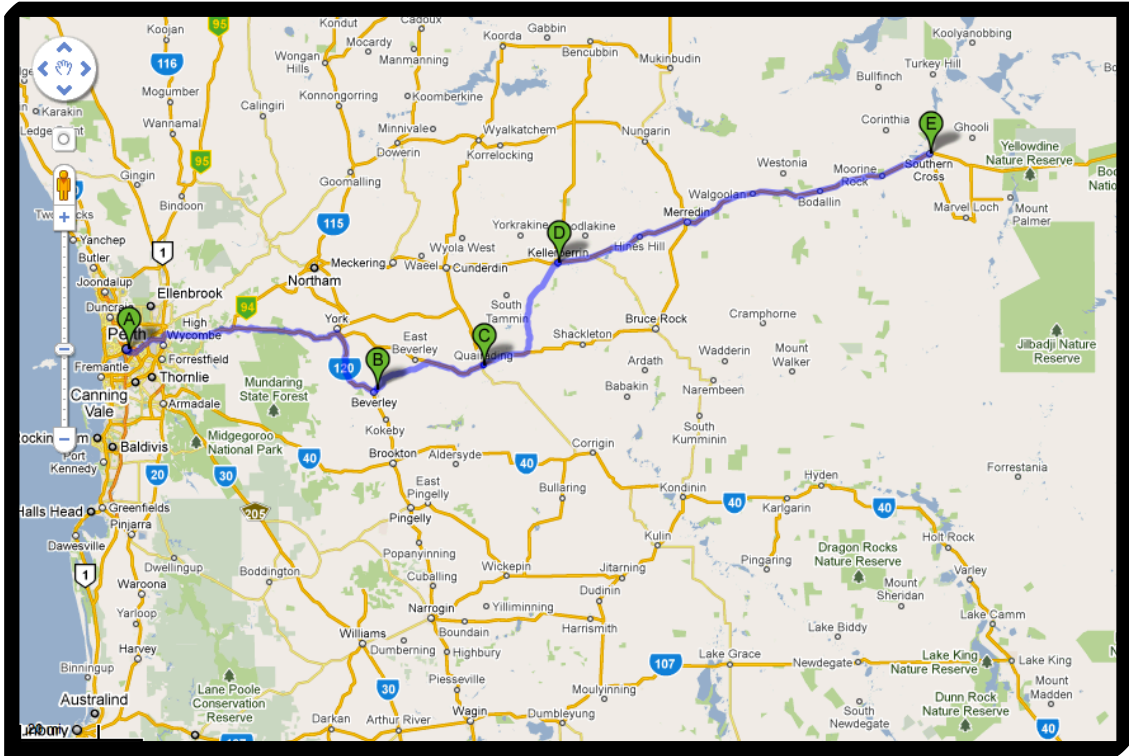 Koojan
95
Kondut
Cadoux
Gabbin
Koorda
Koolyanobbing
Mocardy
Manmanning
Bencubbin
Wongan
Hills
Mukinbudin
Turkey Hill
116
Bullfinch
Mogumber
Konnongorring
Koomberkine
Calingiri
Karakin
Wannamal
Minnivale
Wyalkatchem
Nungarin
Corinthia
E
Ghooli
Dowerin
Korrelocking
95
Yellowdine
Nature Reserve
Gingin
Goomalling
Westonia
Moorine
Rock
Southern
Cross
Bindoon
Walgoolan
Bodallin
Marvel Loch
Mount
Palmer
115
Merredin
Yorkrakine
D
Yanchep
1
Wyola West
Hines Hill
Butler
Meckering
Waeel
Cunderdin
Kellerberrin
Joondalup
Northam
Ellenbrook
South
Tammin
94
A
High
Wycombe
York
Cramphorne
Bruce Rock
Perth
East
Beverley
C
Shackleton
Jilbadji Nature
Reserve
Quairading
Wadderin
Mount
Walker
Fremantle
Forrestfield
120
B
Ardath
Thornlie
Mundaring
State Forest
Babakin
Narembeen
Canning
Vale
Armadale
Beverley
Kokeby
South
Kumminin
Midgegoroo
National Park
Baldivis
Corrigin
Port
Kennedy
40
Brookton
Aldersyde
40
20
30
Forrestania
Hyden
East
Pingelly
Bullaring
Kondinin
40
Karlgarin
40
Halls Head
Greenfields
205
Pingelly
Pinjarra
Kulin
Holt Rock
Dawesville
Dwellingup
Popanyinning
Dragon Rocks
Nature Reserve
1
Boddington
Wickepin
Jitarning
Pingaring
Varley
Waroona
Cuballing
Dudinin
Mount
Sheridan
Yarloop
Narrogin
Yilliminning
Lake Camm
Williams
Boundain
Harrismith
Lake Biddy
Harvey
Dumberning
Highbury
107
Lake Grace
Newdegate
Lake King
Nature Reserve
Lake King
Binningup
Lane Poole
Conservation
Reserve
30
Piesseville
Moulyinning
Mount
Madden
Australind
Dunn Rock
Nature Reserve
South
Newdegate
Darkan
Arthur River
Wagin
Dumbleyung
40